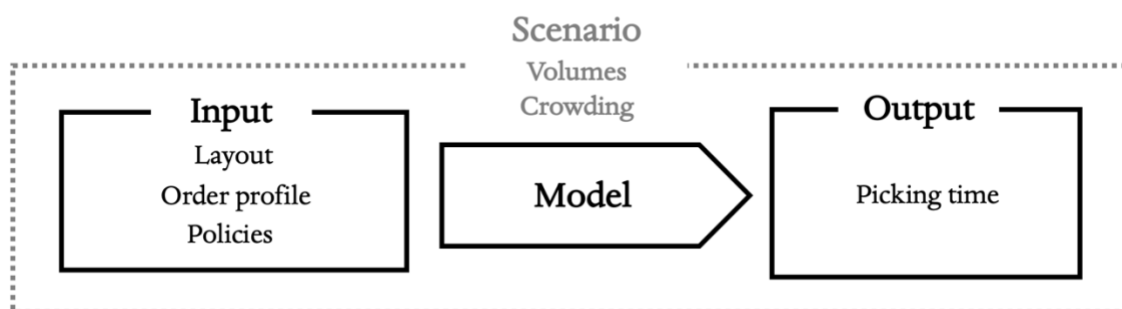 Scenario
Volumes
Crowding
Input
Layout
Order profile
Policies
Model
Output
Picking time